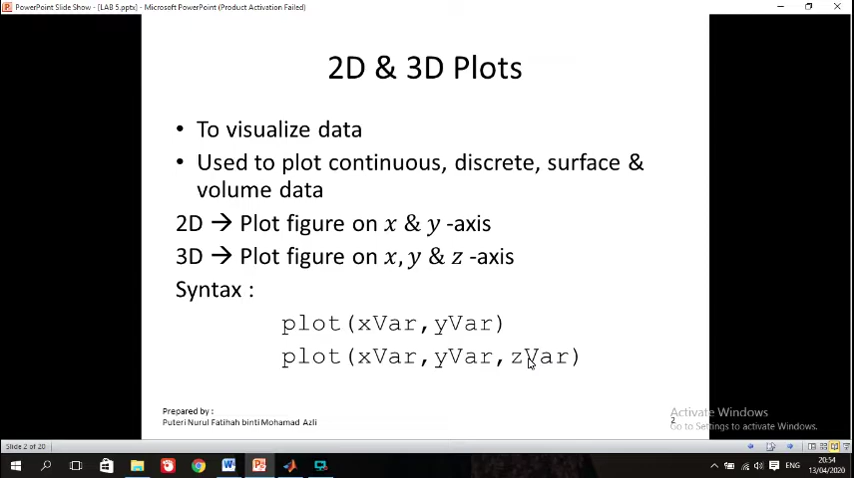 PowerPoint Slide Show - [LAB 5.pptx] - Microsoft PowerPoint (Product Activation Failed)
2D & 3D Plots
• To visualize data
• Used to plot continuous, discrete, surface &
volume data
2D → Plot figure on x & y -axis
3D → Plot figure on x, y & z -axis
Syntax :
plot(xVar,yVar)
plot(xVar,yVar,zVar)
Prepared by :
Puteri Nurul Fatihah binti Mohamad Azli
2
Activate Windows
Go to Settings to activate Windows.
Slide 2 of 20
ENG
20:54
13/04/2020